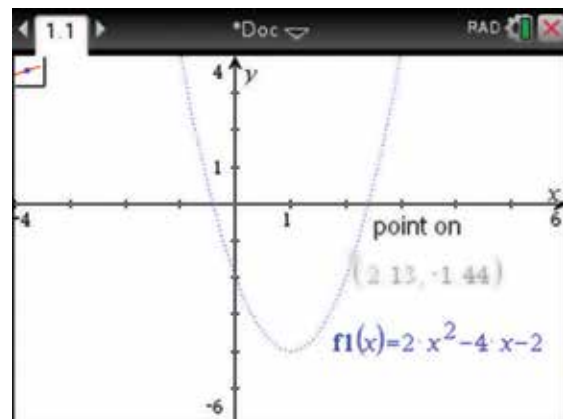 1.1 *Doc RAD
4 y
1
-4 1 x 6
point on
(2.13, -1.44)
f1(x)=2·x²-4·x-2
-6